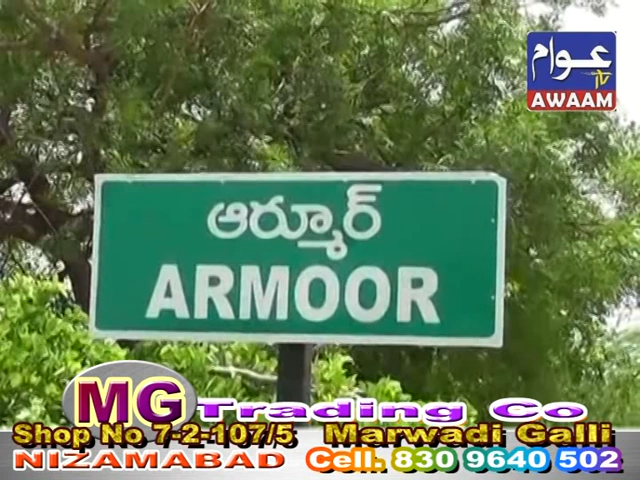 عوام
tv
AWAAM
ఆర్మూర్
ARMOOR
MG Trading Co
Shop No 7-2-107/5 Marwadi Galli
NIZAMABAD Cell. 830 9640 502